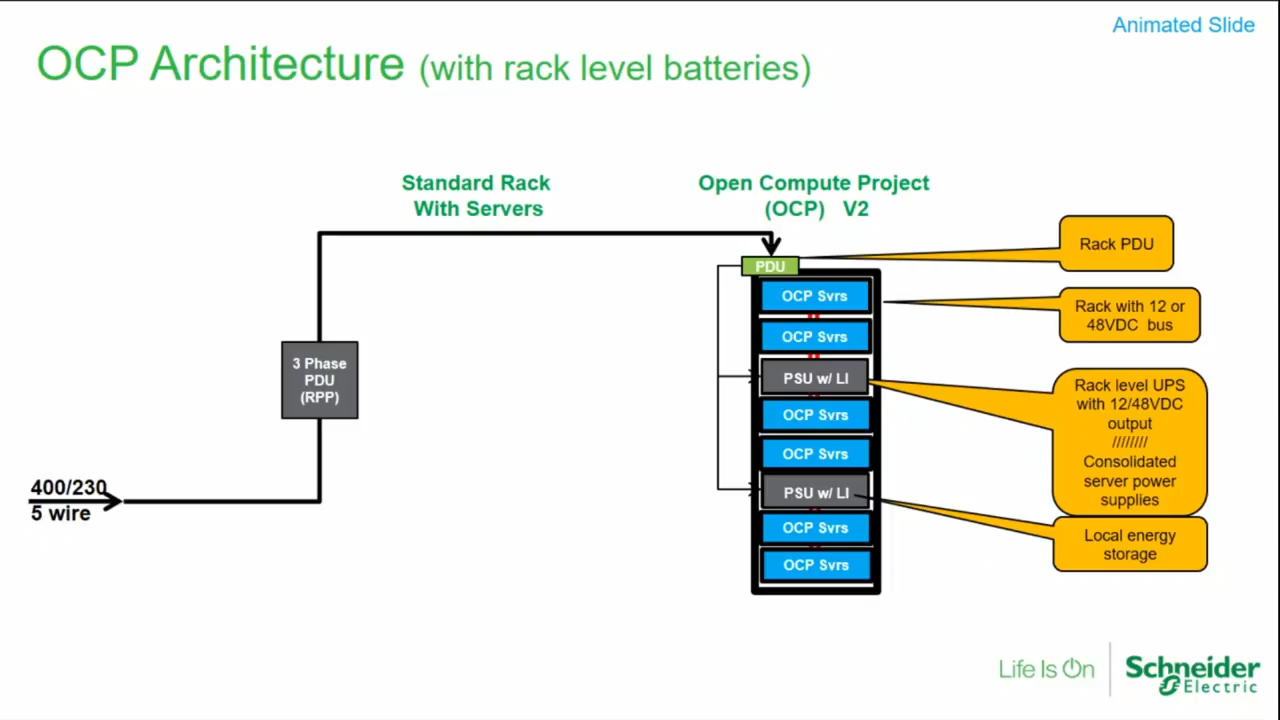 Animated Slide
OCP Architecture (with rack level batteries)
Standard Rack
With Servers
Open Compute Project
(OCP) V2
PDU
OCP Svrs
OCP Svrs
PSU w/ LI
OCP Svrs
OCP Svrs
PSU w/ LI
OCP Svrs
OCP Svrs
Rack PDU
Rack with 12 or
48VDC bus
Rack level UPS
with 12/48VDC
output
////////
Consolidated
server power
supplies
Local energy
storage
3 Phase
PDU
(RPP)
400/230
5 wire
Life Is On
Schneider
Electric